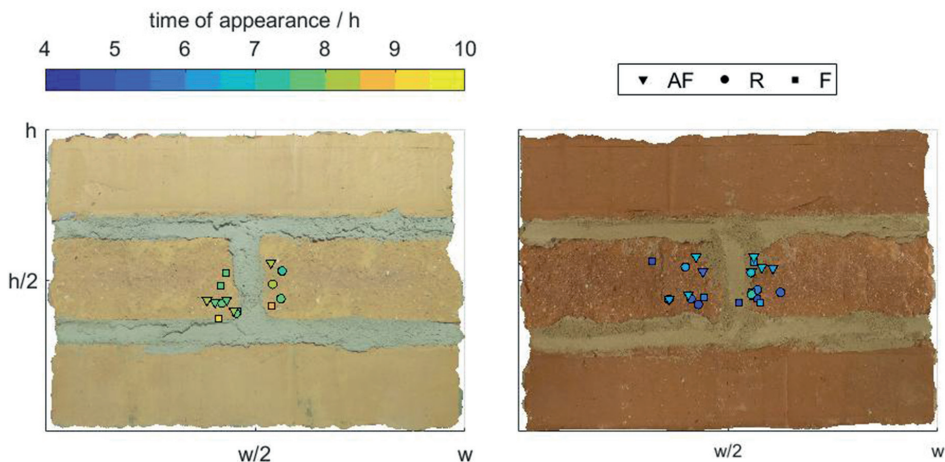 time of appearance / h
4 5 6 7 8 9 10
AF R F
h
h/2
w/2 w
w/2 w